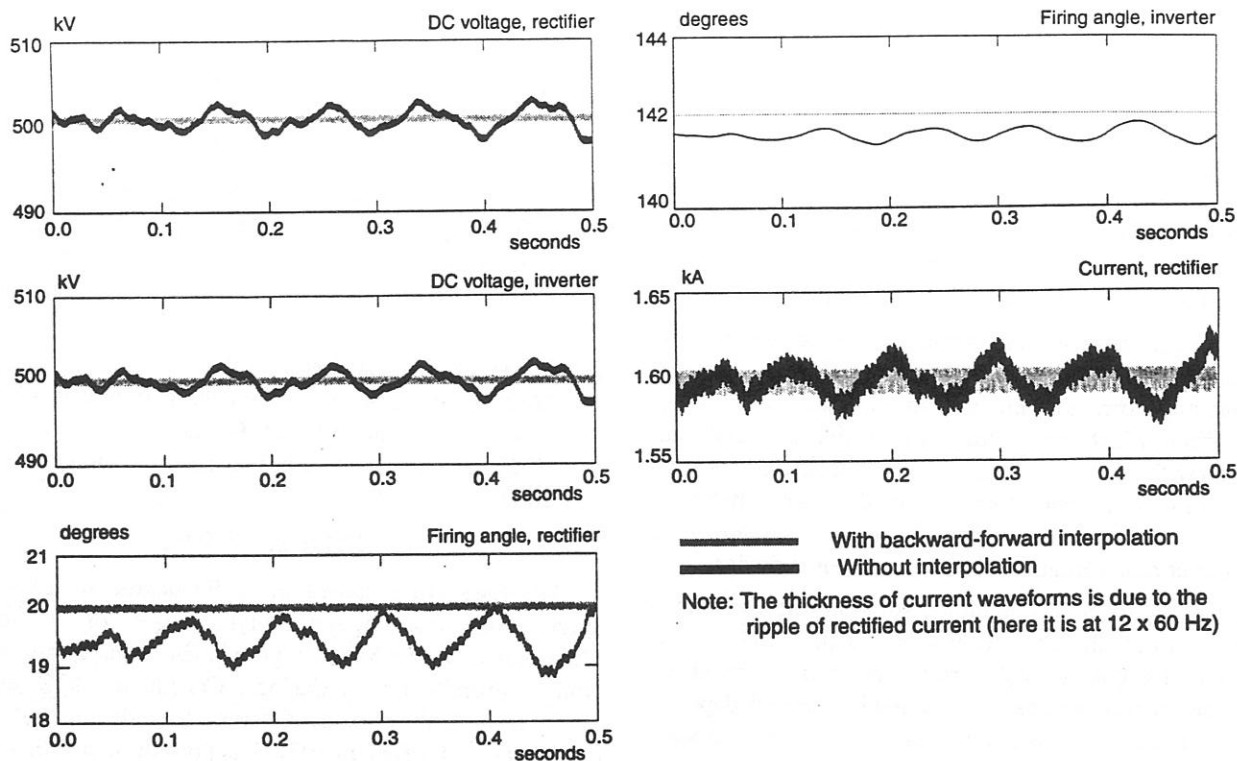 kV DC voltage, rectifier
510
500
490
0.0 0.1 0.2 0.3 0.4 0.5
seconds
degrees Firing angle, inverter
144
142
140
0.0 0.1 0.2 0.3 0.4 0.5
seconds
kV DC voltage, inverter
510
500
490
0.0 0.1 0.2 0.3 0.4 0.5
seconds
kA Current, rectifier
1.65
1.60
1.55
0.0 0.1 0.2 0.3 0.4 0.5
seconds
degrees Firing angle, rectifier
21
20
19
18
0.0 0.1 0.2 0.3 0.4 0.5
seconds
With backward-forward interpolation
Without interpolation
Note: The thickness of current waveforms is due to the
ripple of rectified current (here it is at 12 x 60 Hz)